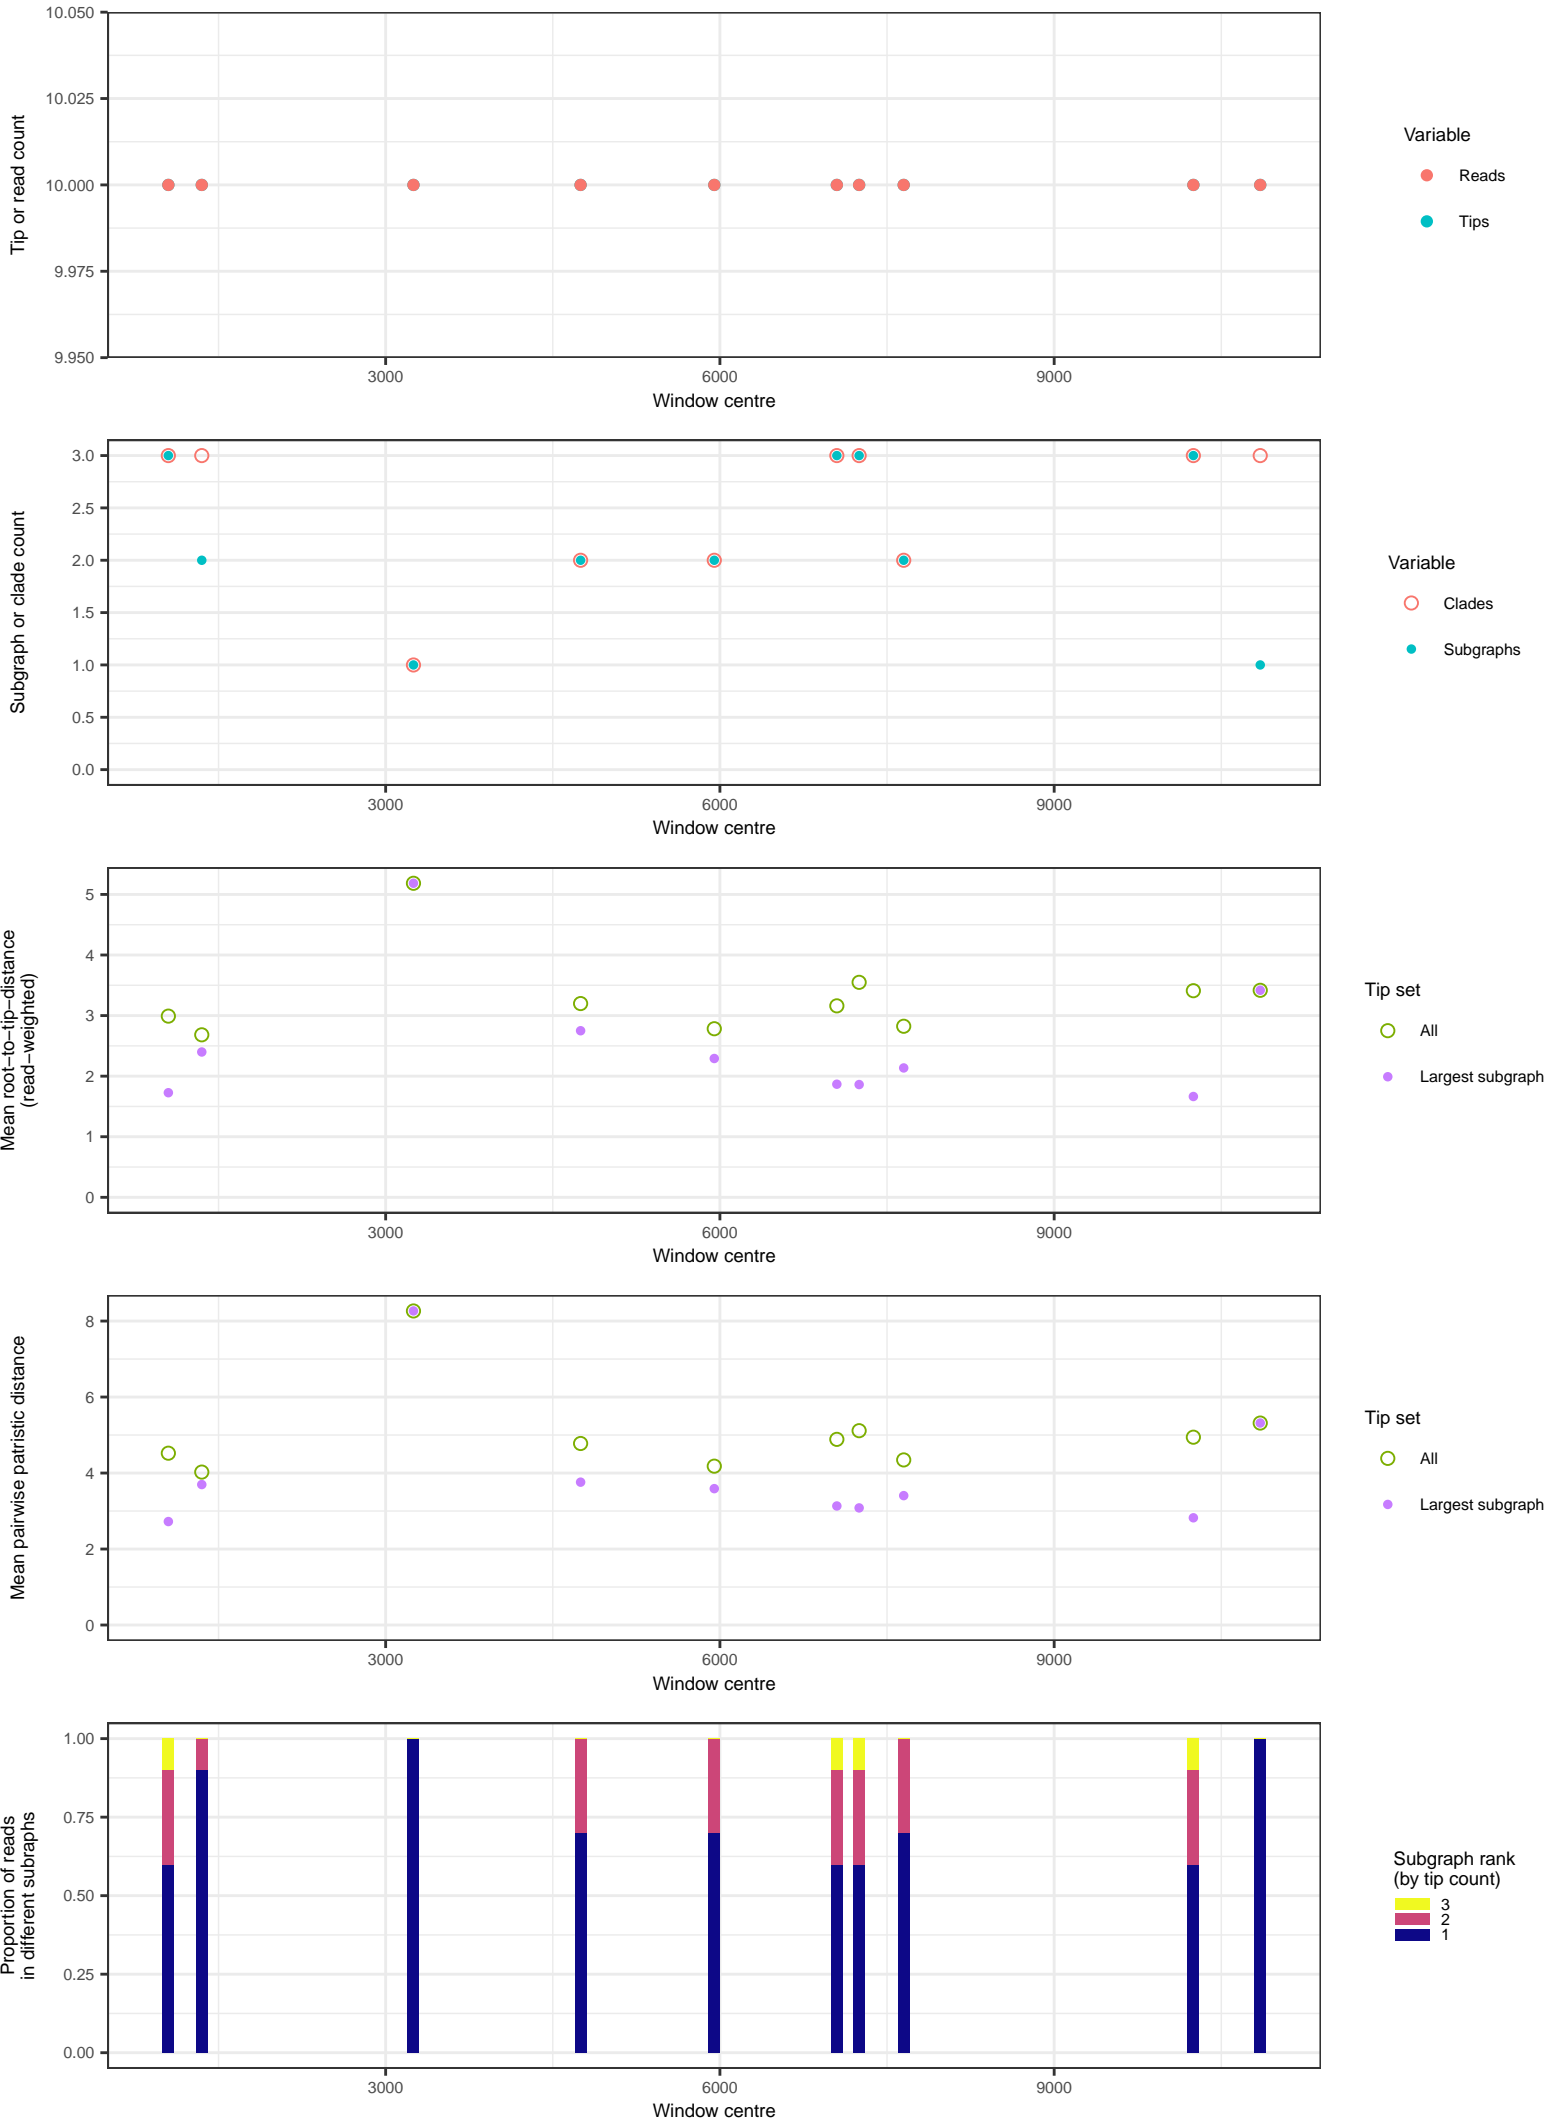 10.050
10.025
10.000
9.975
9.950
Tip or read count
3000
6000
9000
Window centre
Variable
Reads
Tips
3.0
2.5
2.0
1.5
1.0
0.5
0.0
Subgraph or clade count
3000
6000
9000
Window centre
Variable
Clades
Subgraphs
5
4
3
2
1
0
Mean root−to−tip−distance
(read−weighted)
3000
6000
9000
Window centre
Tip set
All
Largest subgraph
8
6
4
2
0
Mean pairwise patristic distance
3000
6000
9000
Window centre
Tip set
All
Largest subgraph
1.00
0.75
0.50
0.25
0.00
Proportion of reads
in different subraphs
3000
6000
9000
Window centre
Subgraph rank
(by tip count)
3
2
1